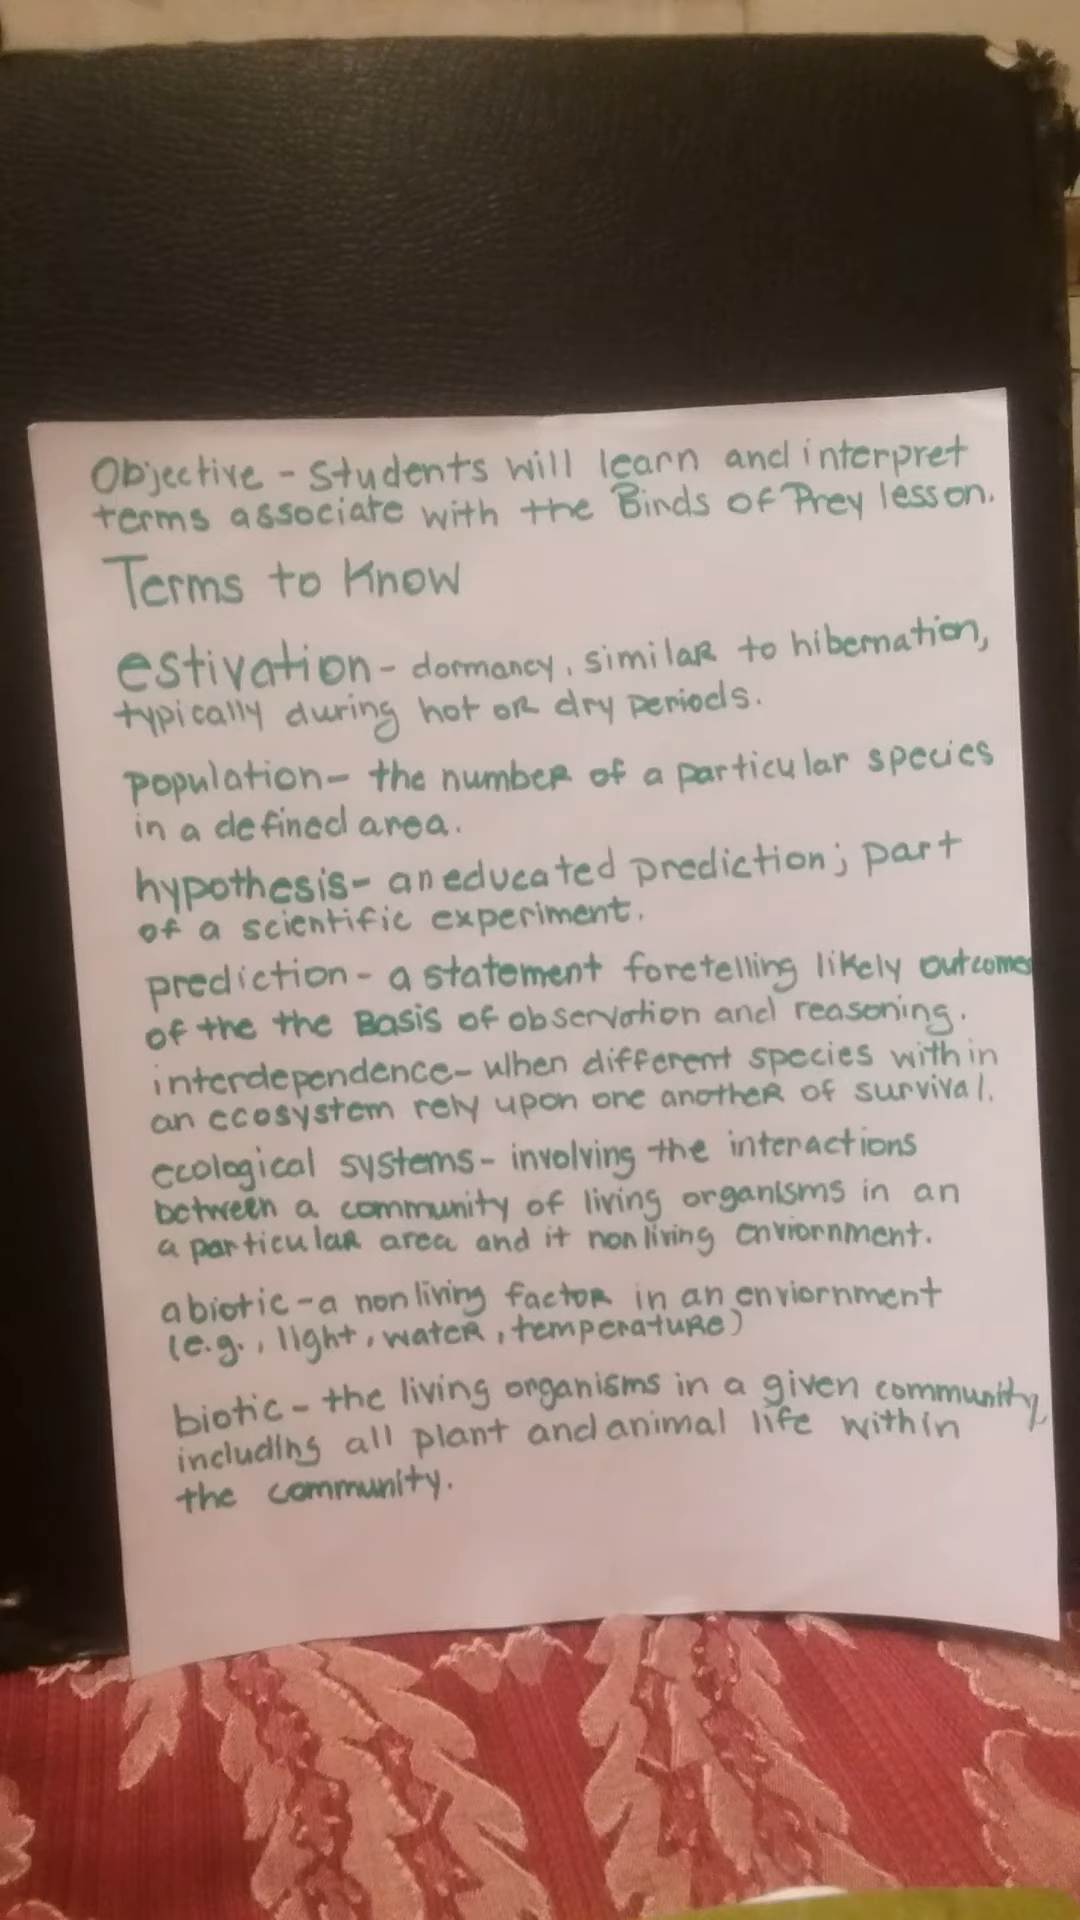 Objective - Students will learn and interpret
terms associate with the Binds of Prey lesson.
Terms to Know
estivation - dormancy, similar to hibernation,
typically during hot or dry periods.
population - the number of a particular species
in a defined area.
hypothesis - an educated prediction; part
of a scientific experiment.
prediction - a statement foretelling likely outcomes
of the the Basis of observation and reasoning.
interdependence - When different species within
an ecosystem rely upon one another of survival.
ecological systems - involving the interactions
between a community of living organisms in an
a particular area and it nonliving enviornment.
abiotic - a nonliving factor in an enviornment
(e.g., light, water, temperature)
biotic - the living organisms in a given community,
including all plant and animal life within
the community.